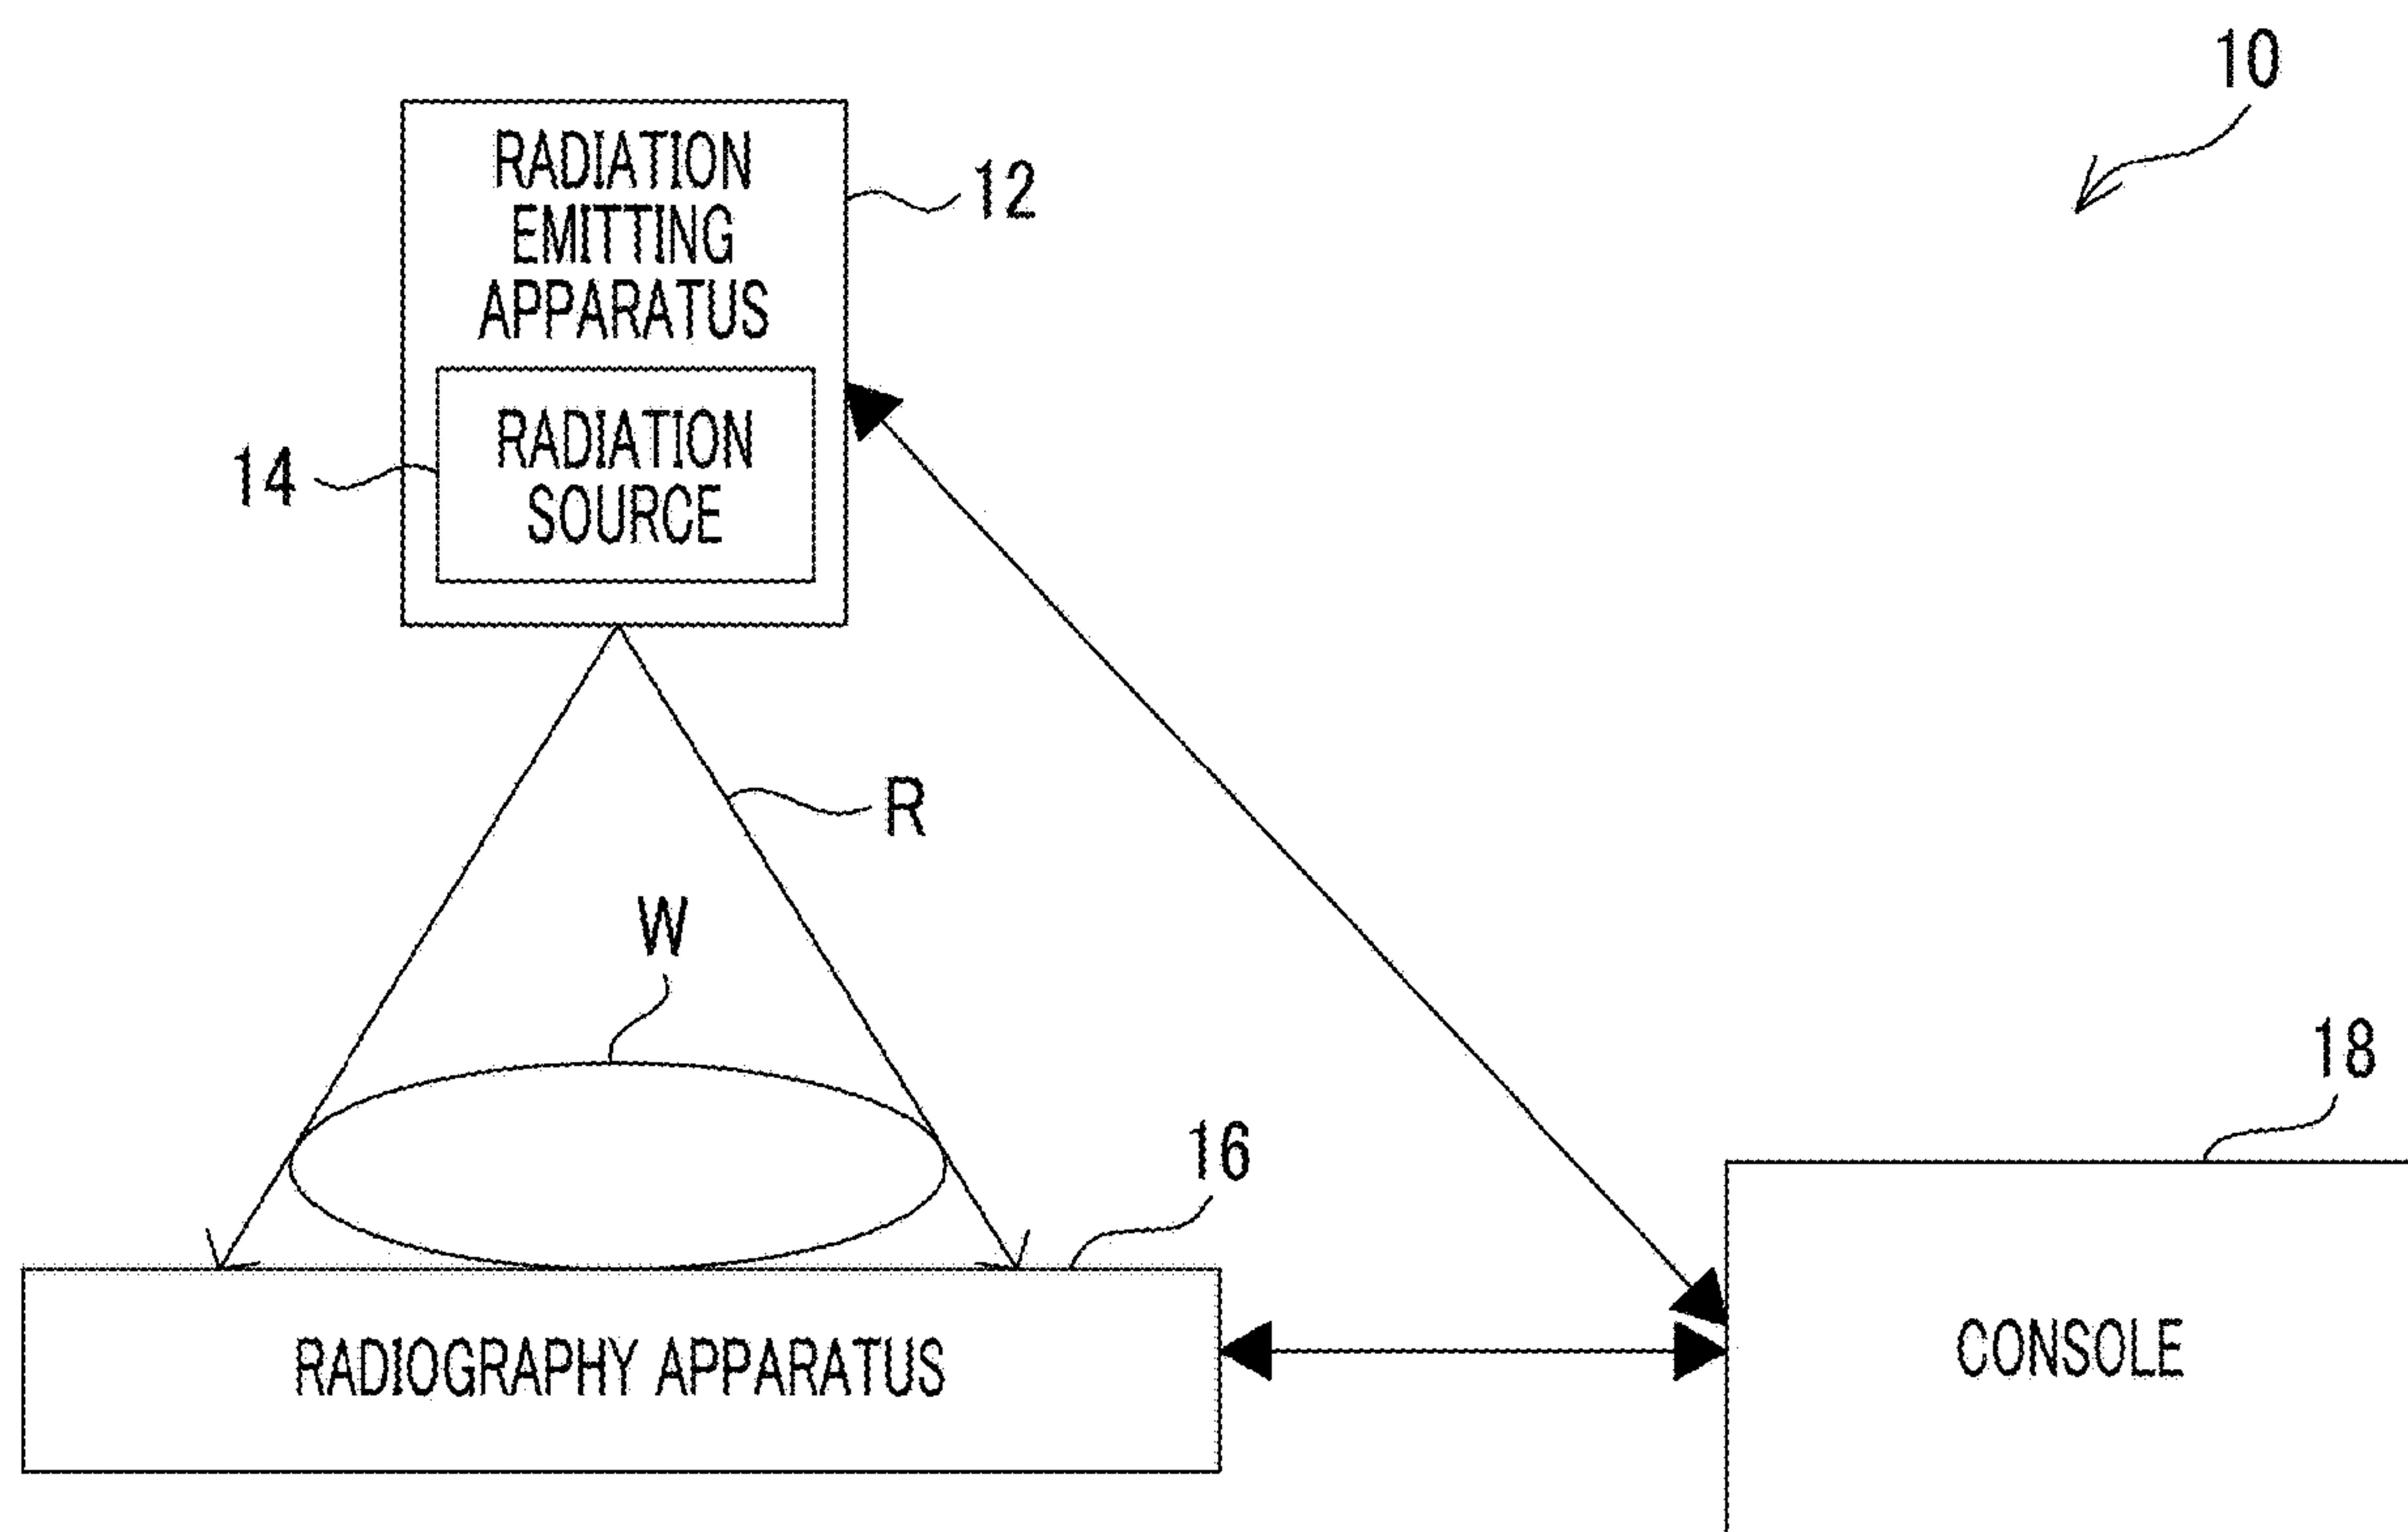 10
RADIATION
EMITTING
APPARATUS
12
RADIATION
SOURCE
14
R
W
18
16
RADIOGRAPHY APPARATUS
CONSOLE